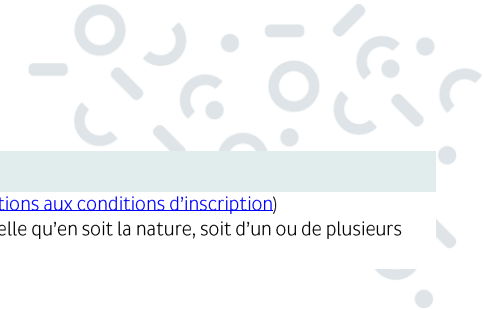 tions aux conditions d'inscription)
elle qu'en soit la nature, soit d'un ou de plusieurs